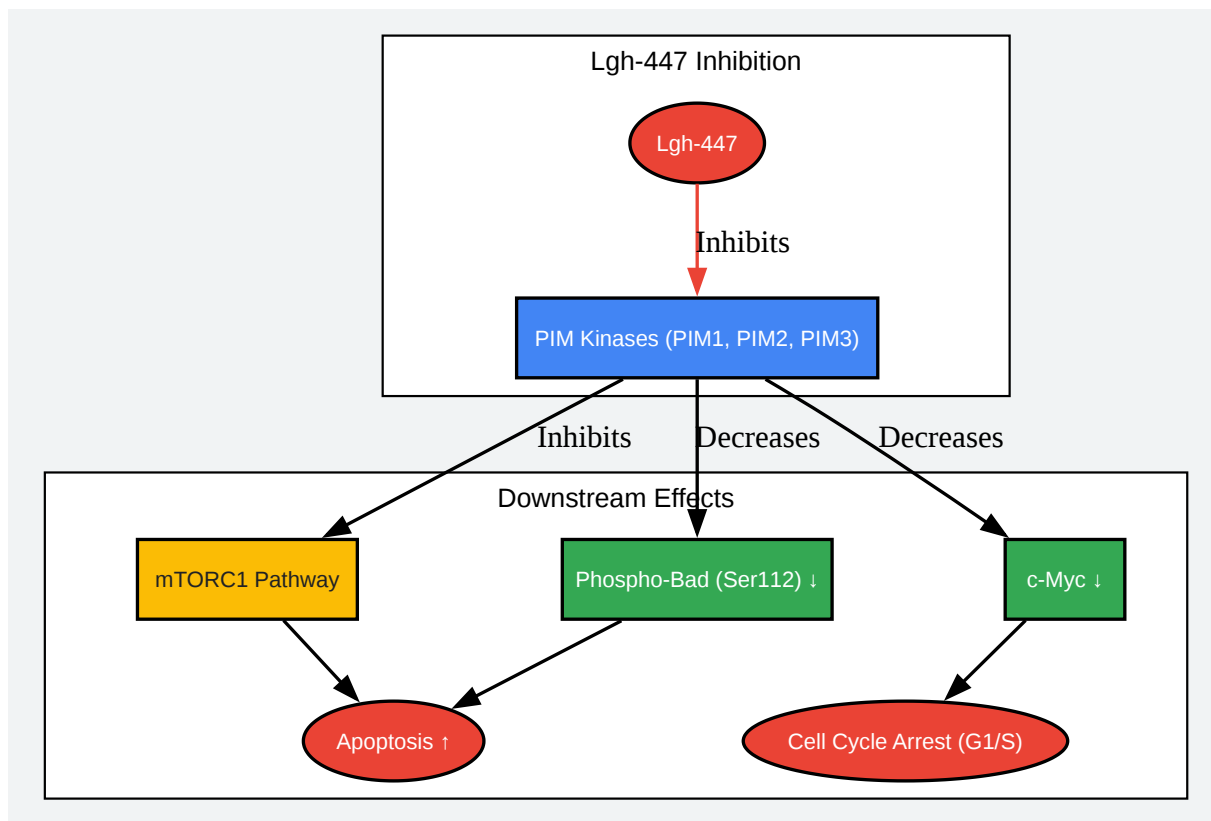 Lgh-447 Inhibition
Lgh-447
Inhibits
PIM Kinases (PIM1, PIM2, PIM3)
Inhibits
Decreases
Decreases
Downstream Effects
mTORC1 Pathway
Phospho-Bad (Ser112) ↓
c-Myc ↓
Apoptosis ↑
Cell Cycle Arrest (G1/S)